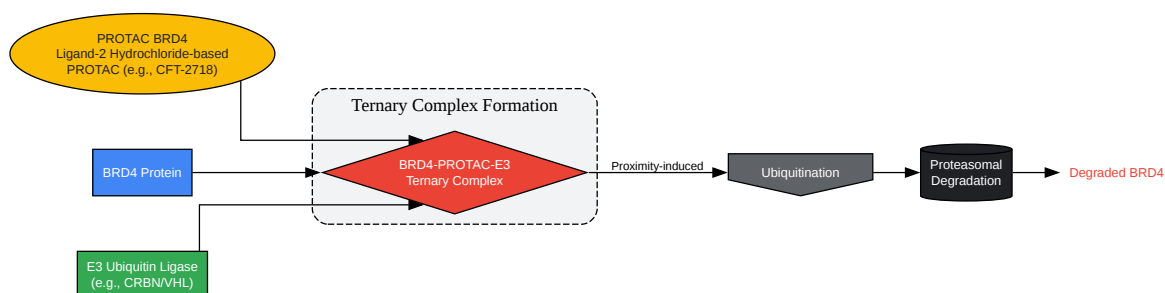 PROTAC BRD4
Ligand-2 Hydrochloride-based
PROTAC (e.g., CFT-2718)
Ternary Complex Formation
BRD4 Protein
BRD4-PROTAC-E3
Ternary Complex
Proximity-induced
Ubiquitination
Proteasomal
Degradation
Degraded BRD4
E3 Ubiquitin Ligase
(e.g., CRBN/VHL)